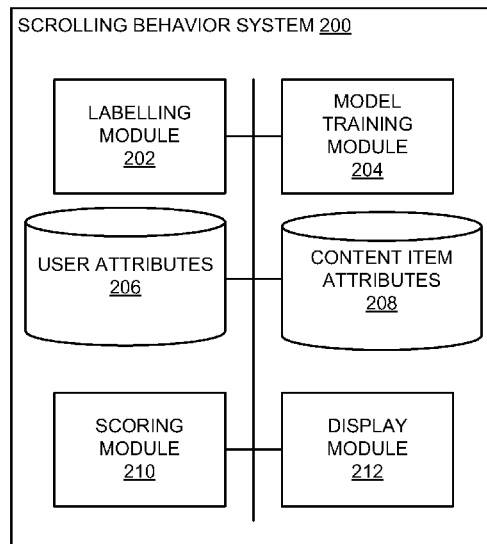 SCROLLING BEHAVIOR SYSTEM 200
LABELLING
MODULE
202
MODEL
TRAINING
MODULE
204
USER ATTRIBUTES
206
CONTENT ITEM
ATTRIBUTES
208
SCORING
MODULE
210
DISPLAY
MODULE
212